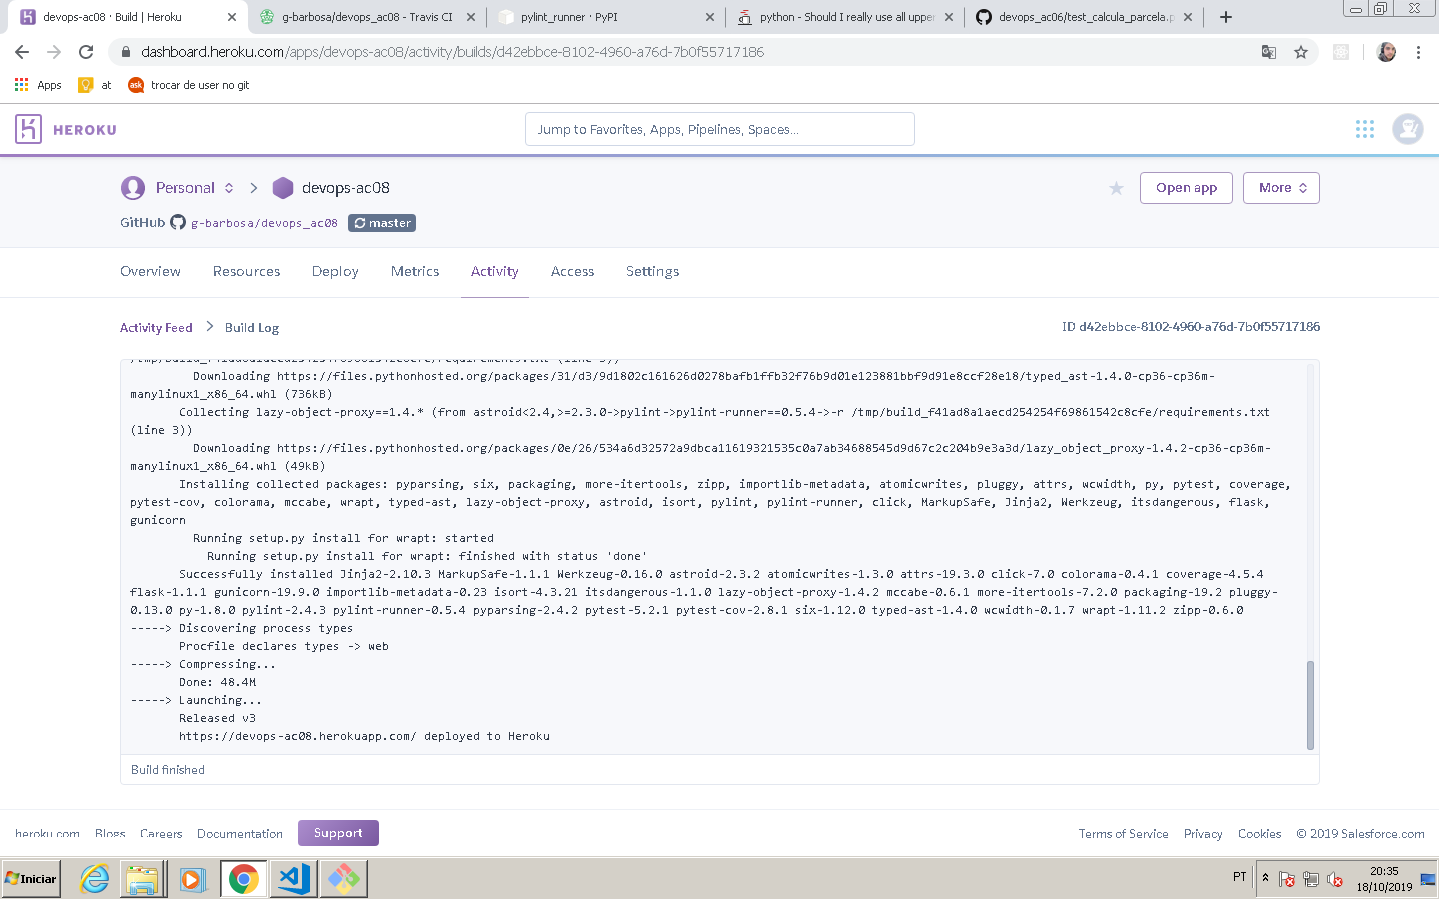 devops-ac08 · Build | Heroku
g-barbosa/devops_ac08 - Travis CI
pylint_runner · PyPI
python - Should I really use all upper
devops_ac06/test_calcula_parcela.p
dashboard.heroku.com/apps/devops-ac08/activity/builds/d42ebbce-8102-4960-a76d-7b0f55717186
Apps at trocar de user no git
HEROKU
Jump to Favorites, Apps, Pipelines, Spaces...
Personal devops-ac08
Open app More
GitHub g-barbosa/devops_ac08 master
Overview Resources Deploy Metrics Activity Access Settings
Activity Feed Build Log
ID d42ebbce-8102-4960-a76d-7b0f55717186
Downloading https://files.pythonhosted.org/packages/31/d3/9d1802c161626d0278bafb1ffb32f76b9d01e123881bbf9d91e8ccf28e18/typed_ast-1.4.0-cp36-cp36m-
manylinux1_x86_64.whl (736kB)
Collecting lazy-object-proxy==1.4.* (from astroid<2.4,>=2.3.0->pylint->pylint-runner==0.5.4->-r /tmp/build_f41ad8a1aecd254254f69861542c8cfe/requirements.txt
(line 3))
Downloading https://files.pythonhosted.org/packages/0e/26/534a6d32572a9dbca11619321535c0a7ab34688545d9d67c2c204b9e3a3d/lazy_object_proxy-1.4.2-cp36-cp36m-
manylinux1_x86_64.whl (49kB)
Installing collected packages: pyparsing, six, packaging, more-itertools, zipp, importlib-metadata, atomicwrites, pluggy, attrs, wcwidth, py, pytest, coverage,
pytest-cov, colorama, mccabe, wrapt, typed-ast, lazy-object-proxy, astroid, isort, pylint, pylint-runner, click, MarkupSafe, Jinja2, Werkzeug, itsdangerous, flask,
gunicorn
Running setup.py install for wrapt: started
Running setup.py install for wrapt: finished with status 'done'
Successfully installed Jinja2-2.10.3 MarkupSafe-1.1.1 Werkzeug-0.16.0 astroid-2.3.2 atomicwrites-1.3.0 attrs-19.3.0 click-7.0 colorama-0.4.1 coverage-4.5.4
flask-1.1.1 gunicorn-19.9.0 importlib-metadata-0.23 isort-4.3.21 itsdangerous-1.1.0 lazy-object-proxy-1.4.2 mccabe-0.6.1 more-itertools-7.2.0 packaging-19.2 pluggy-
0.13.0 py-1.8.0 pylint-2.4.3 pylint-runner-0.5.4 pyparsing-2.4.2 pytest-5.2.1 pytest-cov-2.8.1 six-1.12.0 typed-ast-1.4.0 wcwidth-0.1.7 wrapt-1.11.2 zipp-0.6.0
-----> Discovering process types
Procfile declares types -> web
-----> Compressing...
Done: 48.4M
-----> Launching...
Released v3
https://devops-ac08.herokuapp.com/ deployed to Heroku
Build finished
heroku.com Blogs Careers Documentation Support
Terms of Service Privacy Cookies © 2019 Salesforce.com
Iniciar
PT
20:35
18/10/2019